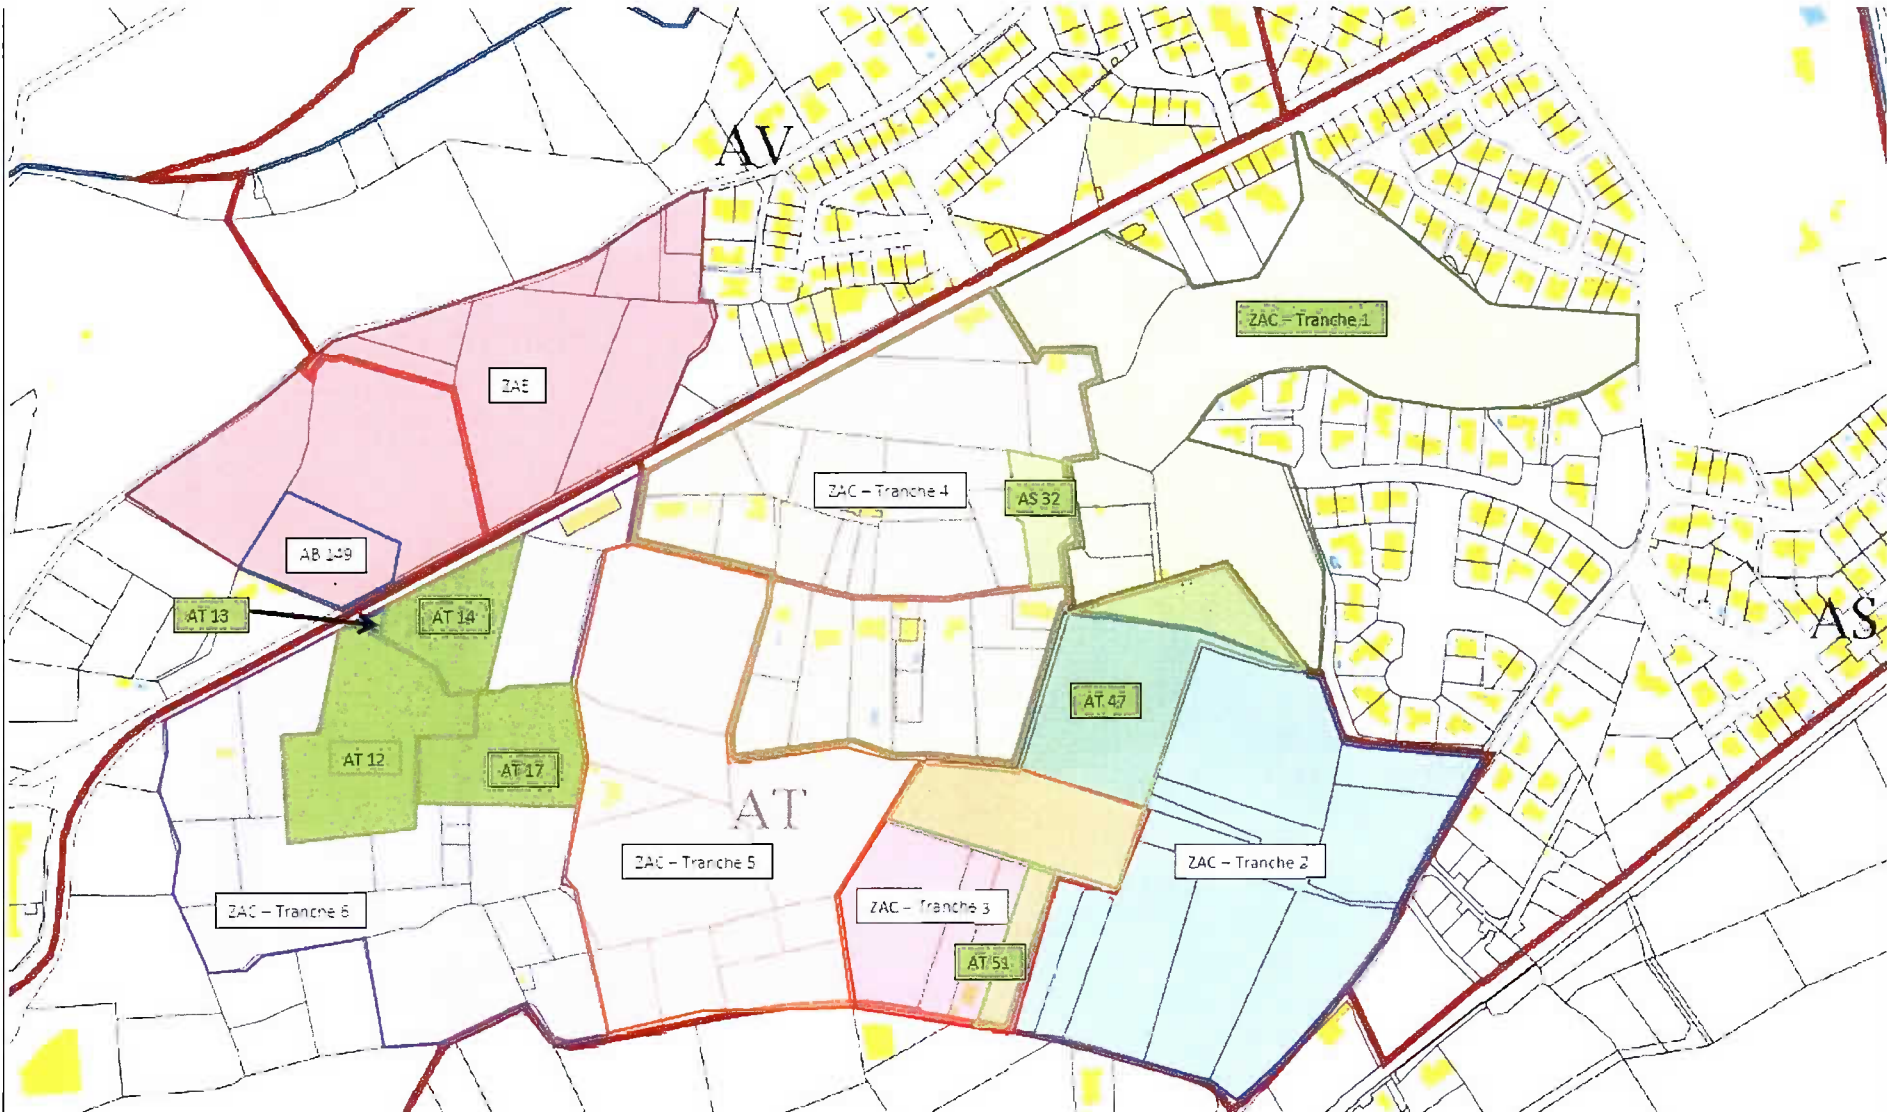 AV
ZAC – Tranche 1
ZAE
ZAC – Tranche 4
AS 32
AB 149
AT 13
AT 14
AS
AT 47
AT 12
AT 17
AT
ZAC – Tranche 5
ZAC – Tranche 2
ZAC – Tranche 3
ZAC – Tranche 6
AT 51